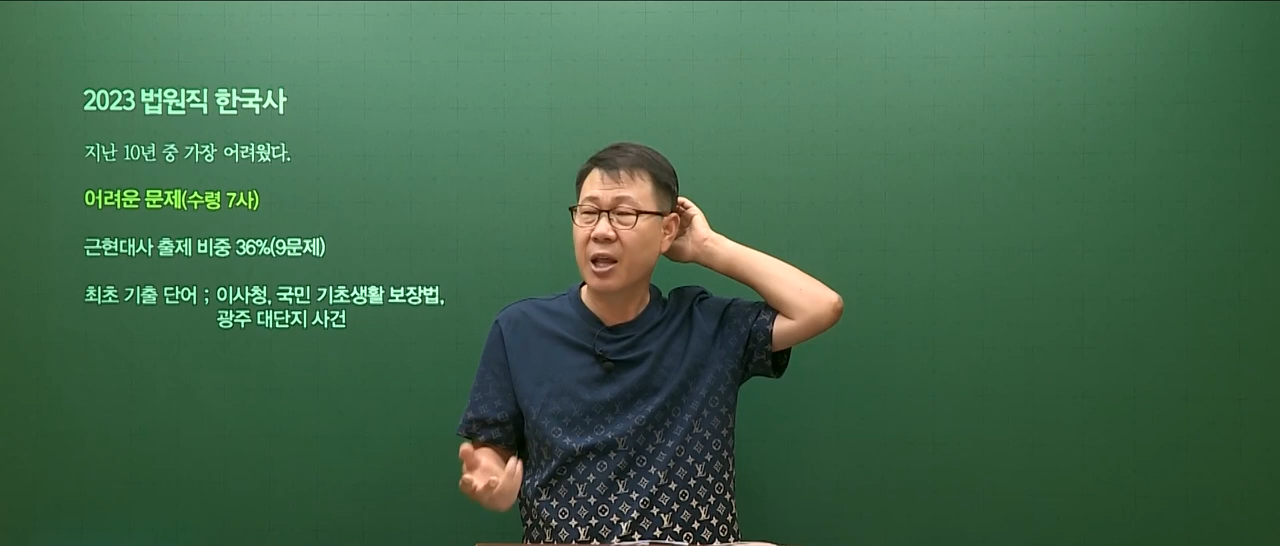 2023 법원직 한국사
지난 10년 중 가장 어려웠다.
어려운 문제(수령 7사)
근현대사 출제 비중 36%(9문제)
최초 기출 단어 ; 이사청, 국민 기초생활 보장법,
광주 대단지 사건